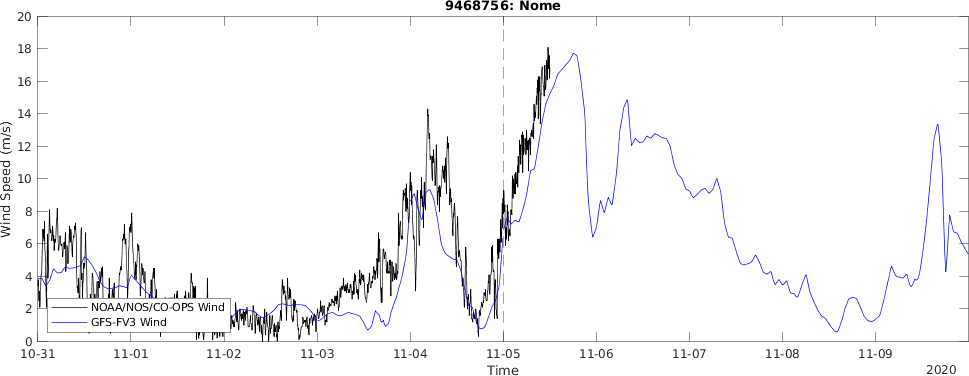 9468756: Nome
Wind Speed (m/s)
20
18
16
14
12
10
8
6
4
2
0
NOAA/NOS/CO-OPS Wind
GFS-FV3 Wind
10-31 11-01 11-02 11-03 11-04 11-05 11-06 11-07 11-08 11-09
Time
2020